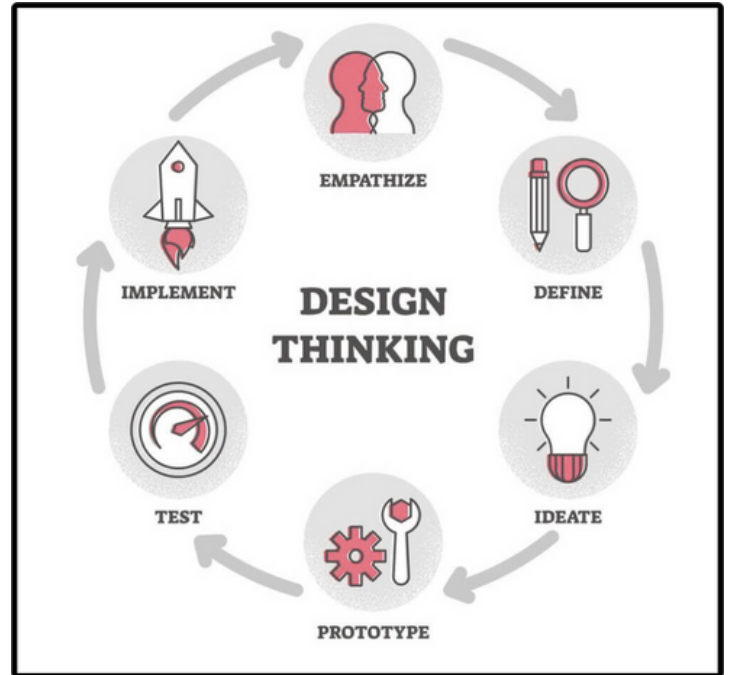 EMPATHIZE
DEFINE
IDEATE
PROTOTYPE
TEST
IMPLEMENT
DESIGN
THINKING